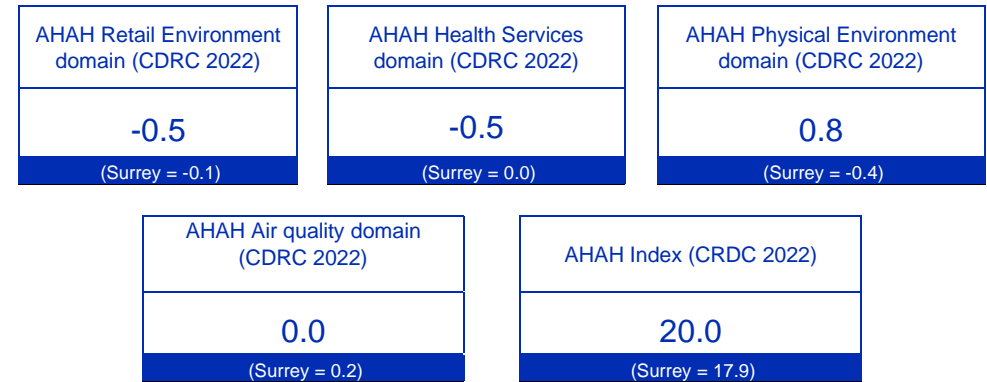 AHAH Retail Environment
domain (CDRC 2022)
-0.5
(Surrey = -0.1)
AHAH Health Services
domain (CDRC 2022)
-0.5
(Surrey = 0.0)
AHAH Physical Environment
domain (CDRC 2022)
0.8
(Surrey = -0.4)
AHAH Air quality domain
(CDRC 2022)
0.0
(Surrey = 0.2)
AHAH Index (CRDC 2022)
20.0
(Surrey = 17.9)